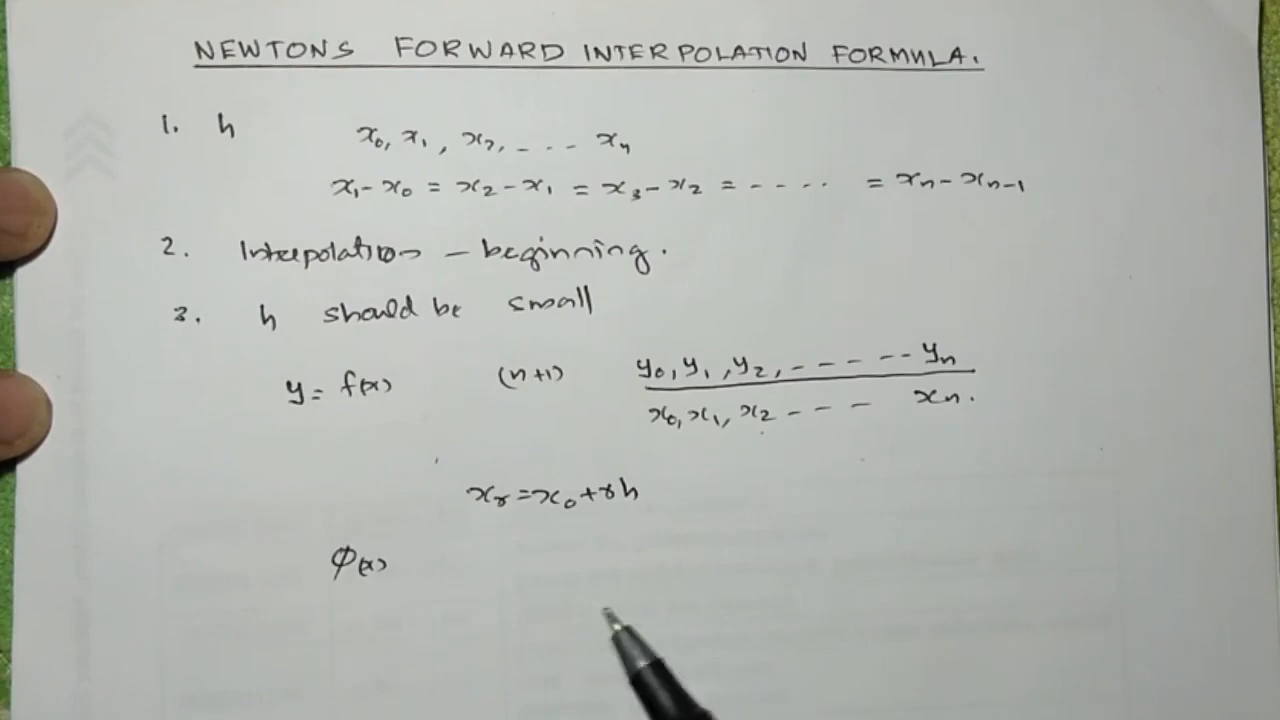 NEWTONS FORWARD INTERPOLATION FORMULA.
1. h x₀, x₁, x₂, - - - - xₙ
x₁-x₀ = x₂-x₁ = x₃-x₂ = - - - - = xₙ-xₙ₋₁
2. Interpolation - beginning.
3. h should be small
y = f(x) (n+1) y₀, y₁, y₂, - - - - - - yₙ
x₀, x₁, x₂ - - - xₙ.
xᵣ = x₀ + rh
φ(x)